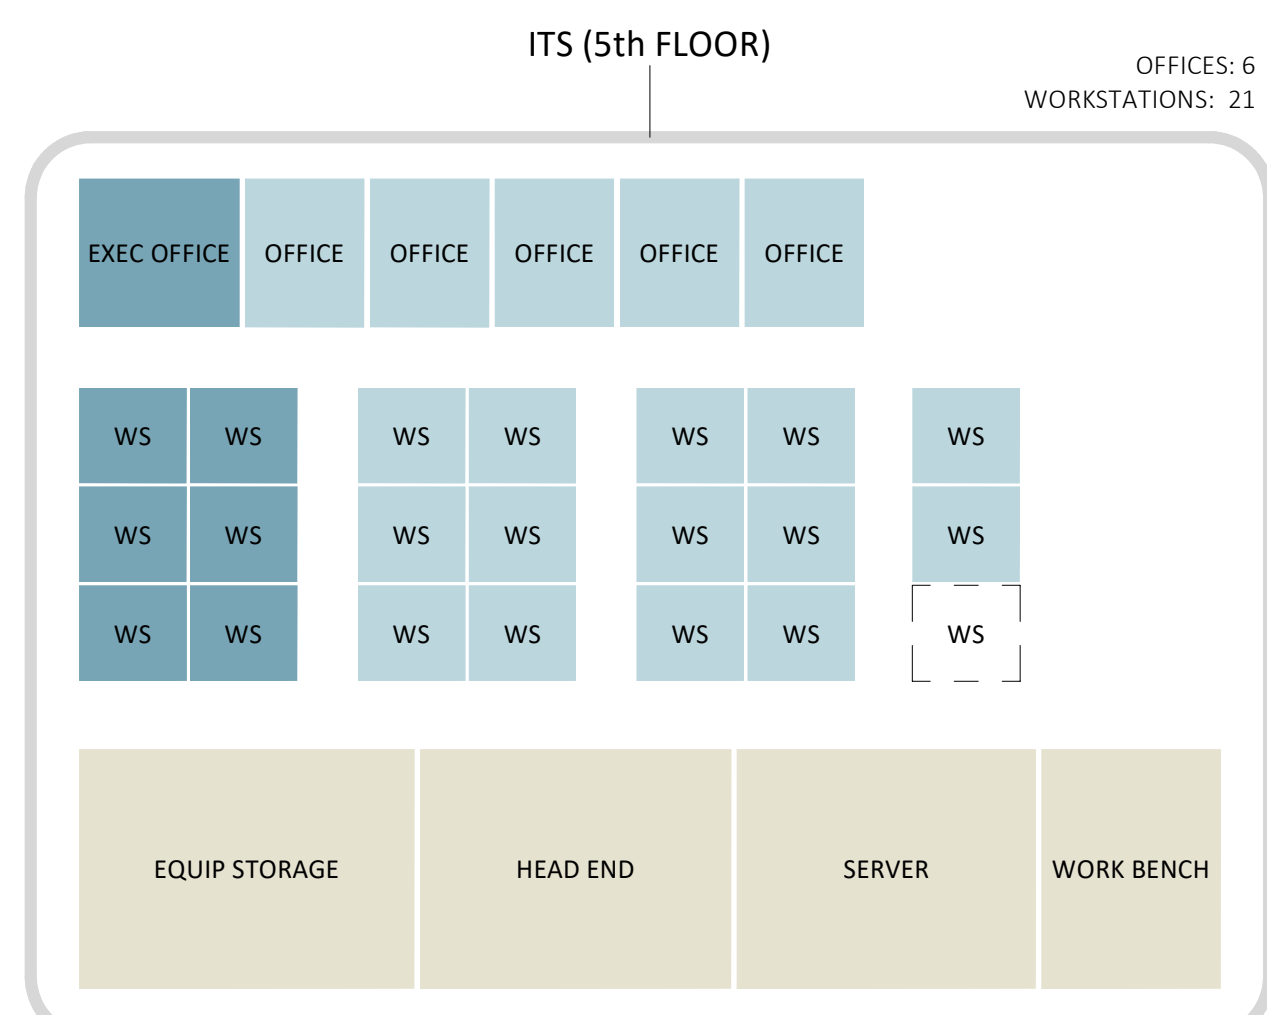 ITS (5th FLOOR)
OFFICES: 6
WORKSTATIONS: 21
EXEC OFFICE OFFICE OFFICE OFFICE OFFICE OFFICE
WS WS WS WS WS WS WS
WS WS WS WS WS WS WS
WS WS WS WS WS WS WS
EQUIP STORAGE HEAD END SERVER WORK BENCH